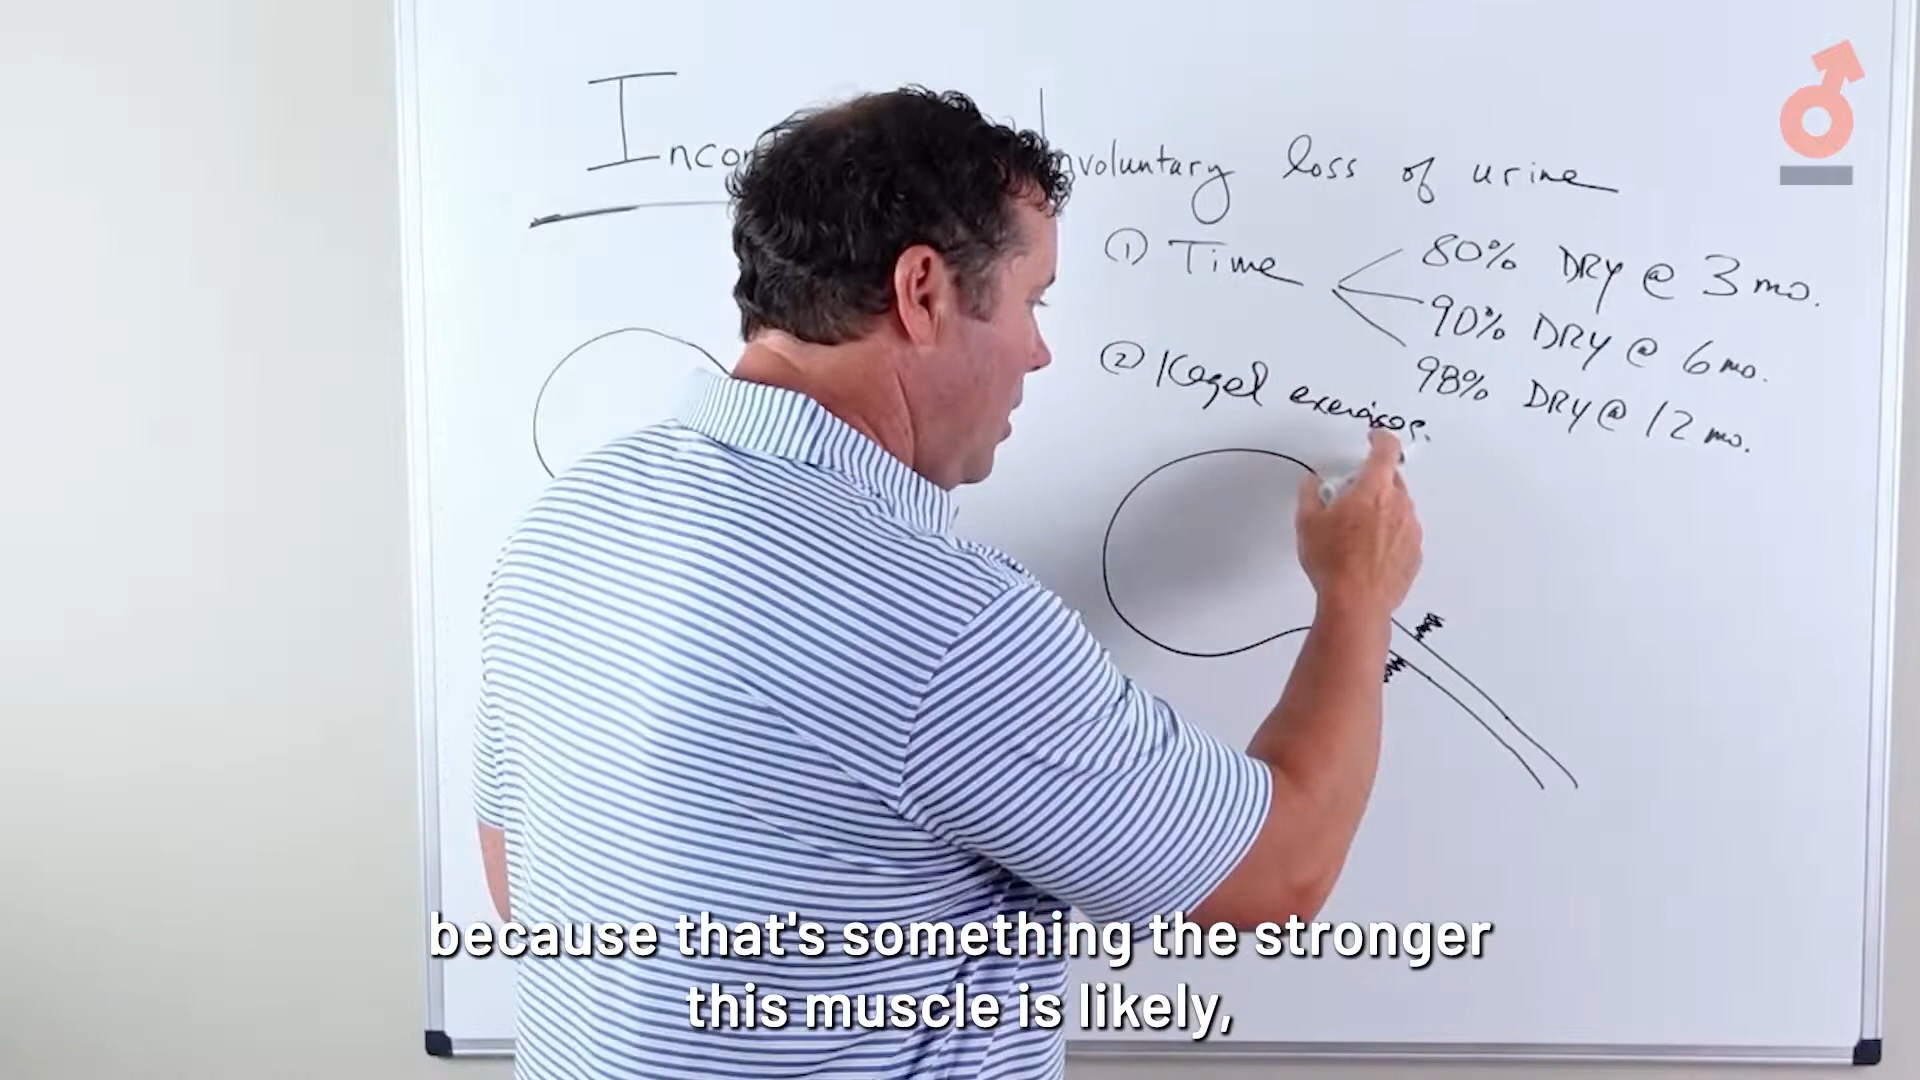 Incon
nvoluntary loss of urine
① Time
80% DRY @ 3 mo.
90% DRY @ 6 mo.
98% DRY @ 12 mo.
② Kegel exercises.
because that's something the stronger
this muscle is likely,